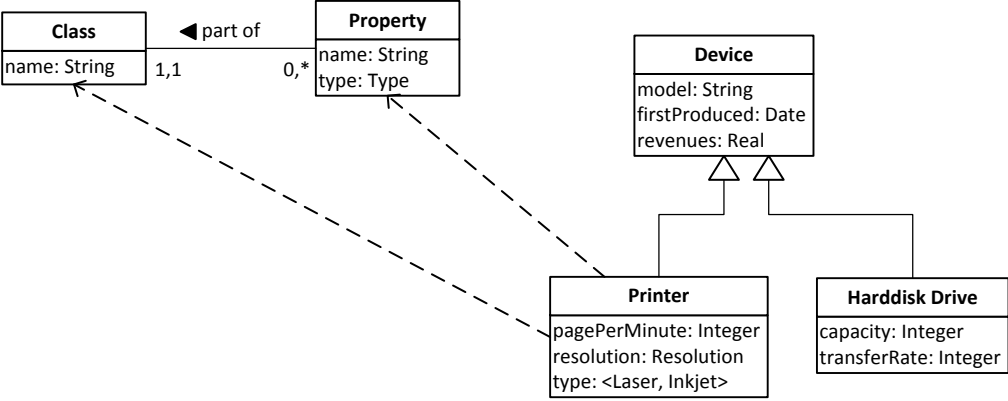 Class
name: String
◀ part of
1,1
0,*
Property
name: String
type: Type
Device
model: String
firstProduced: Date
revenues: Real
Printer
pagePerMinute: Integer
resolution: Resolution
type: <Laser, Inkjet>
Harddisk Drive
capacity: Integer
transferRate: Integer